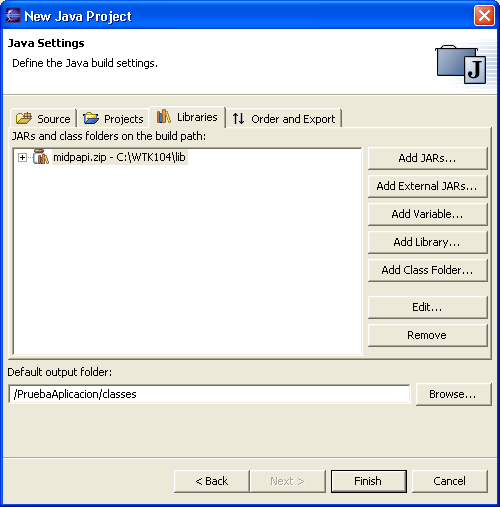 New Java Project
Java Settings
Define the Java build settings.
Source Projects Libraries Order and Export
JARs and class folders on the build path:
midpapi.zip - C:\WTK104\lib
Add JARs...
Add External JARs...
Add Variable...
Add Library...
Add Class Folder...
Edit...
Remove
Default output folder:
/PruebaAplicacion/classes Browse...
< Back Next > Finish Cancel